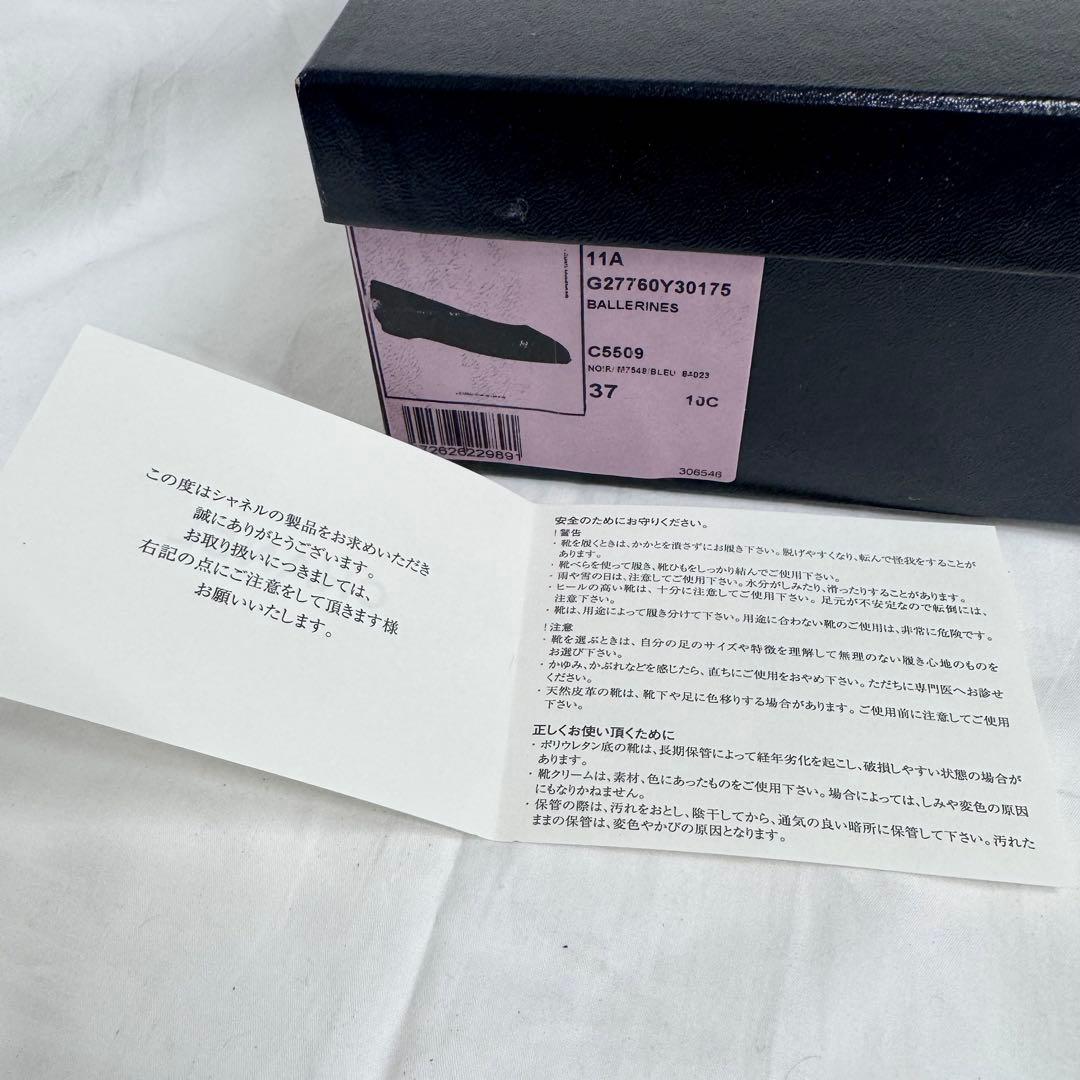 11A
G27760Y30175
BALLERINES
C5509
NOIR/ M7548/BLEU
37 10C
72626229891
306546
この度はシャネルの製品をお求めいただき
誠にありがとうございます。
お取り扱いにつきましては、
右記の点にご注意をして頂きます様
お願いいたします。
安全のためにお守りください。
！警告
・靴を履くときは、かかとを潰さずにお履き下さい。脱げやすくなり、転んで怪我をすることが
あります。
・靴べらを使って履き、靴ひもをしっかり結んでご使用下さい。
・雨や雪の日は、注意してご使用下さい。水分がしみたり、滑ったりすることがあります。
・ヒールの高い靴は、十分に注意してご使用下さい。足元が不安定なので転倒には、
注意下さい。
・靴は、用途によって履き分けて下さい。用途に合わない靴のご使用は、非常に危険です。
！注意
・靴を選ぶときは、自分の足のサイズや特徴を理解して無理のない履き心地のものを
お選び下さい。
・かゆみ、かぶれなどを感じたら、直ちにご使用をおやめ下さい。ただちに専門医へお診せ
ください。
・天然皮革の靴は、靴下や足に色移りする場合があります。ご使用前に注意してご使用
下さい。
正しくお使い頂くために
・ポリウレタン底の靴は、長期保管によって経年劣化を起こし、破損しやすい状態の場合が
あります。
・靴クリームは、素材、色にあったものをご使用下さい。場合によっては、しみや変色の原因
にもなりかねません。
・保管の際は、汚れをおとし、陰干してから、通気の良い暗所に保管して下さい。汚れた
ままの保管は、変色やかびの原因となります。